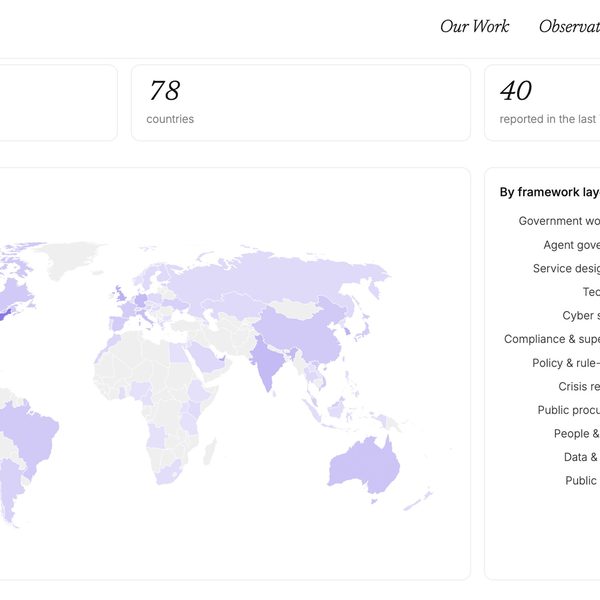 Our Work
Observat
78
countries
40
reported in the last
By framework lay
Government wo
Agent gove
Service desig
Tec
Cyber s
Compliance & supe
Policy & rule-
Crisis re
Public procu
People &
Data &
Public